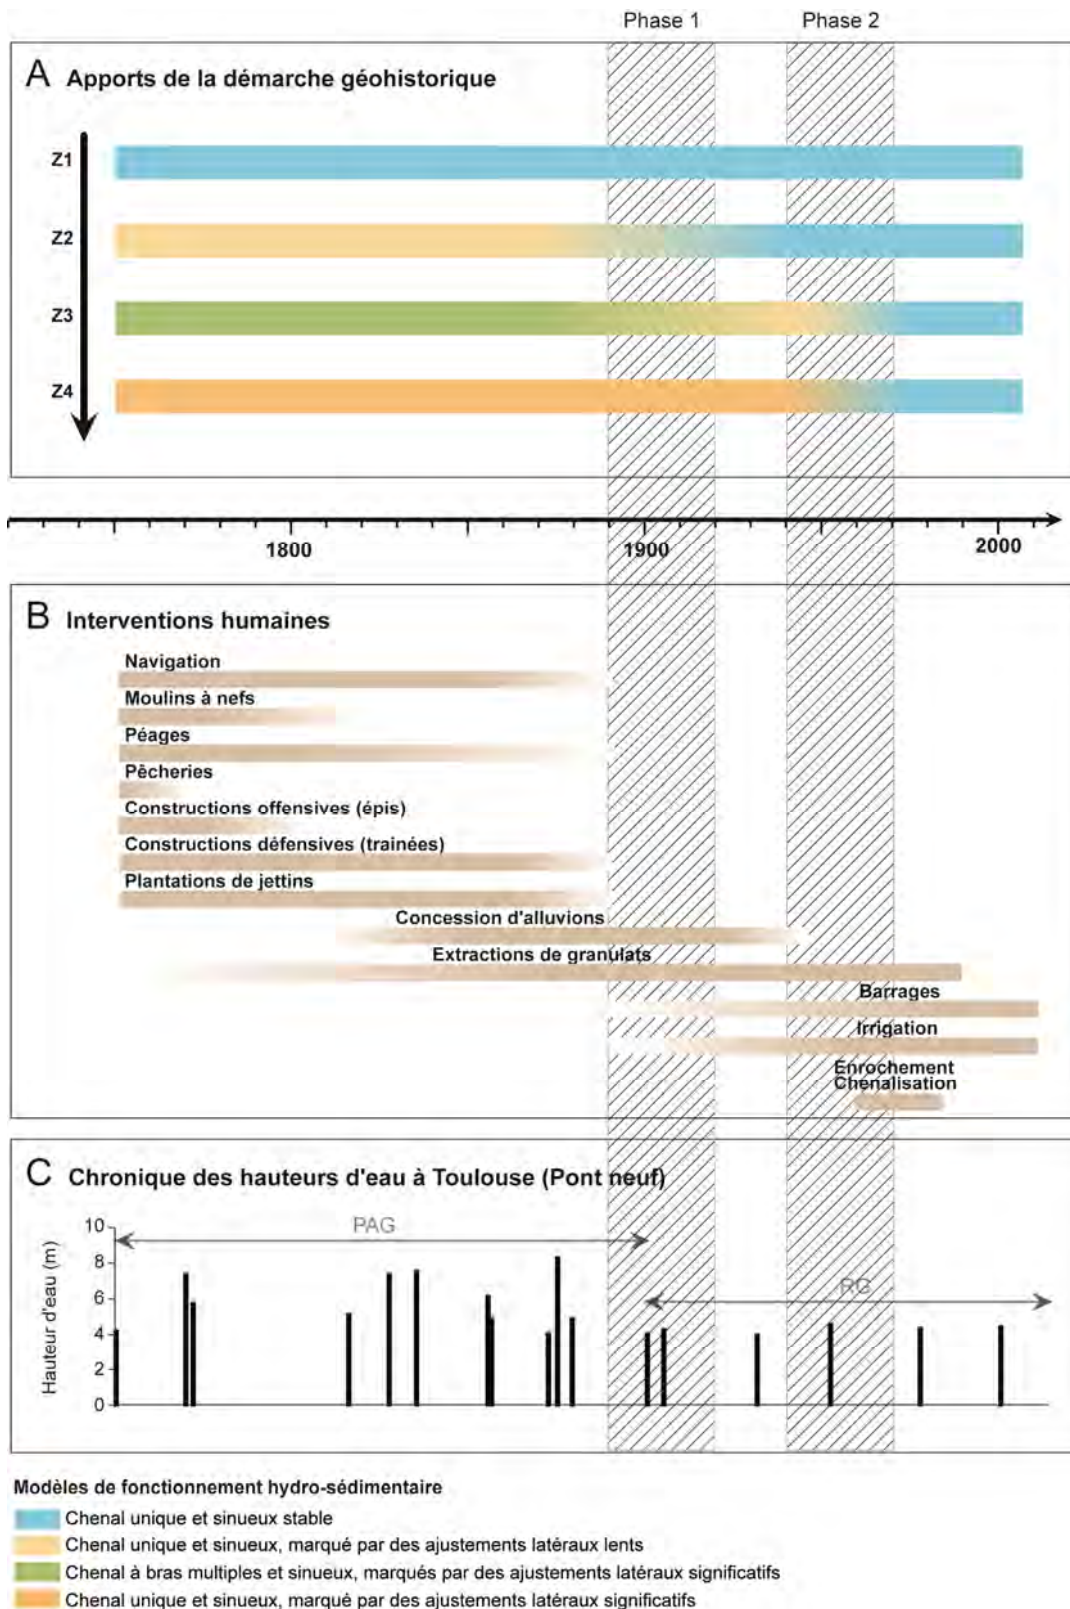 Phase 1 Phase 2
A Apports de la démarche géohistorique
Z1
Z2
Z3
Z4
1800 1900 2000
B Interventions humaines
Navigation
Moulins à nefs
Péages
Pêcheries
Constructions offensives (épis)
Constructions défensives (trainées)
Plantations de jettins
Concession d'alluvions
Extractions de granulats
Barrages
Irrigation
Enrochement
Chenalisation
C Chronique des hauteurs d'eau à Toulouse (Pont neuf)
Hauteur d'eau (m)
10
8
6
4
2
0
PAG
RG
Modèles de fonctionnement hydro-sédimentaire
Chenal unique et sinueux stable
Chenal unique et sinueux, marqué par des ajustements latéraux lents
Chenal à bras multiples et sinueux, marqués par des ajustements latéraux significatifs
Chenal unique et sinueux, marqué par des ajustements latéraux significatifs